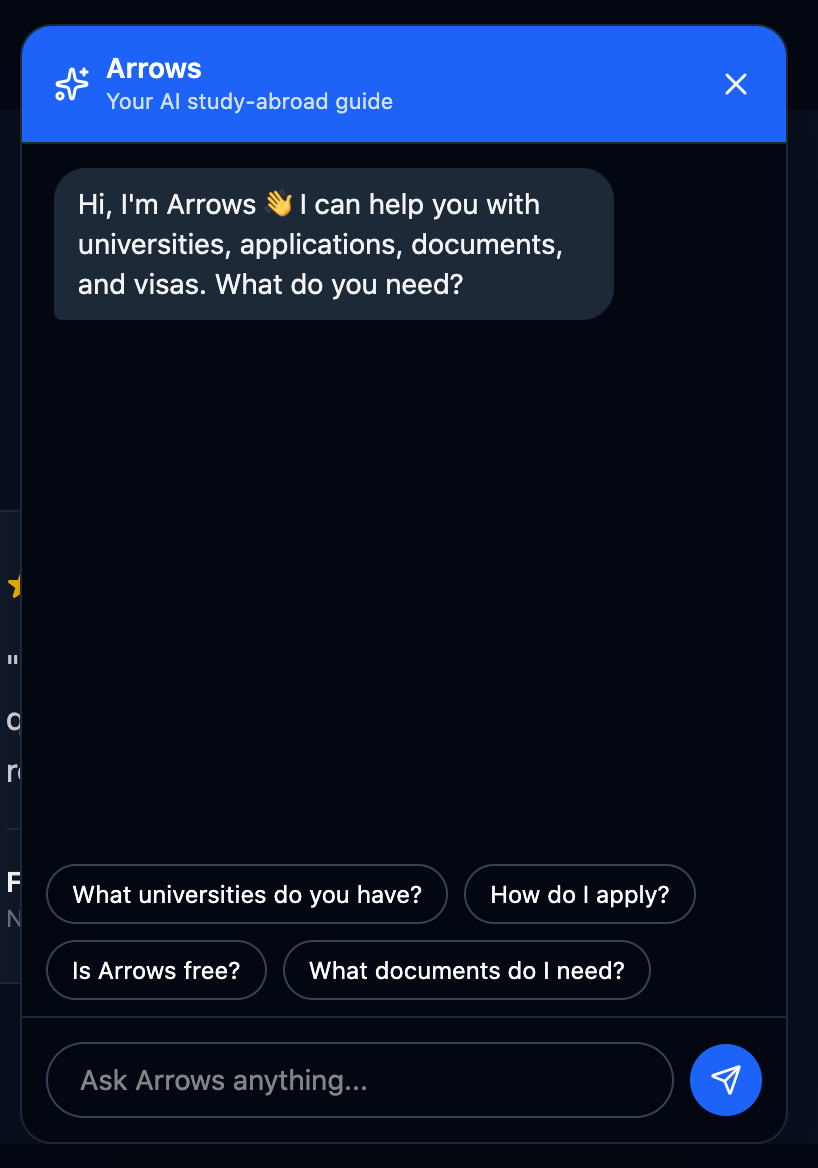 Arrows
Your AI study-abroad guide
Hi, I'm Arrows 👋 I can help you with
universities, applications, documents,
and visas. What do you need?
What universities do you have?
How do I apply?
Is Arrows free?
What documents do I need?
Ask Arrows anything...